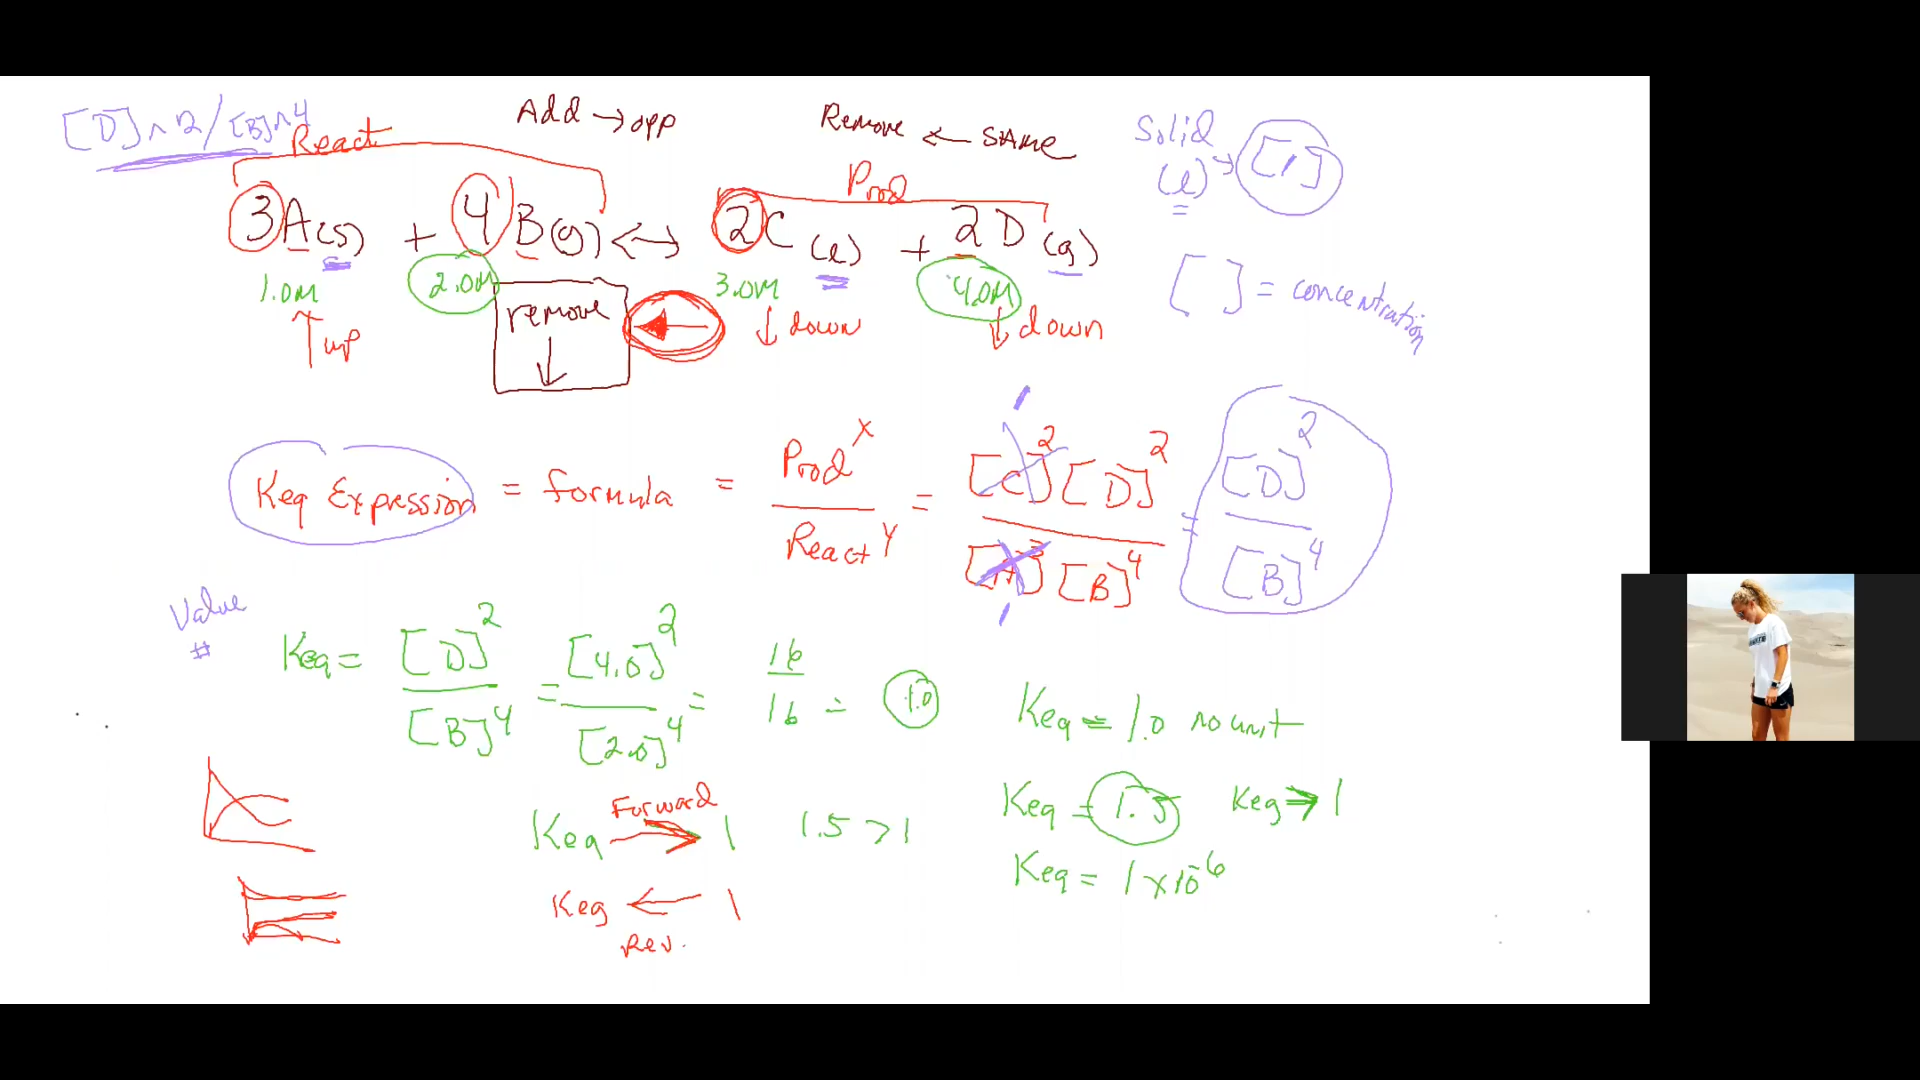 [D]^2/[B]^4
Add → opp
Remove ← SAME
Solid
(l) → [1]
React
Prod
3A(s) + 4B(g) ↔ 2C(l) + 2D(g)
1.0M 2.0M 3.0M 4.0M
↑ up remove ↓ ← ↓ down ↓ down
[ ] = concentration
Keq Expression = formula = Prod^x / React^y = [C]^2 [D]^2 / [A]^3 [B]^4 = [D]^2 / [B]^4
1
1
Value
#
Keq = [D]^2 / [B]^4 = [4.0]^2 / [2.0]^4 = 16 / 16 = 1.0
Keq = 1.0 no unit
Forward
Keq → 1 1.5 > 1
Keq = 1.5 Keq → 1
Keq = 1 x 10^-6
Keq ← 1
Rev.